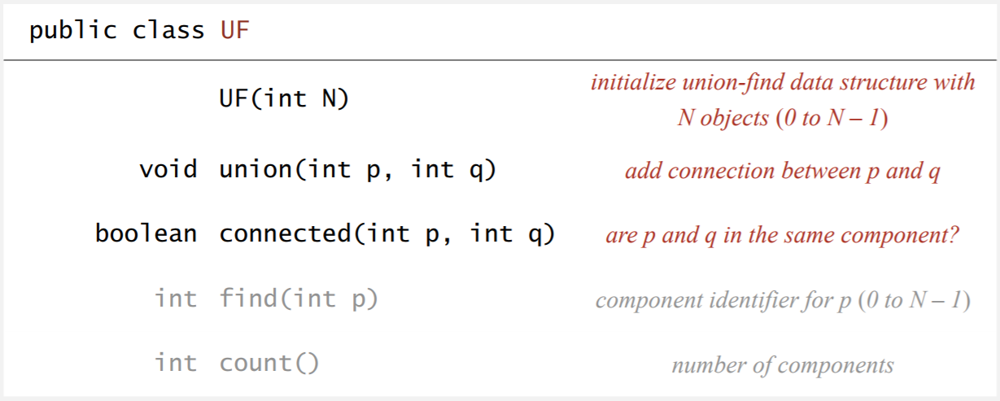 public class UF
UF(int N)
initialize union-find data structure with
N objects (0 to N – 1)
void union(int p, int q)
add connection between p and q
boolean connected(int p, int q)
are p and q in the same component?
int find(int p)
component identifier for p (0 to N – 1)
int count()
number of components